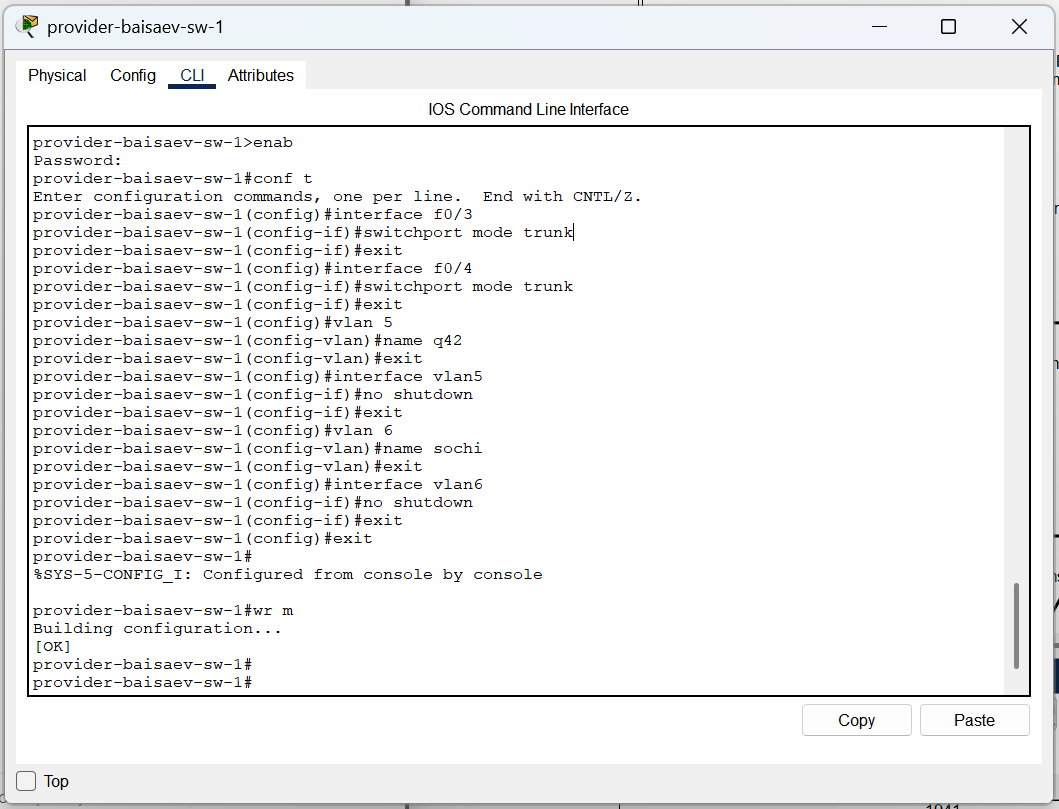 provider-baisaev-sw-1
Physical Config CLI Attributes
IOS Command Line Interface
provider-baisaev-sw-1>enab
Password:
provider-baisaev-sw-1#conf t
Enter configuration commands, one per line.  End with CNTL/Z.
provider-baisaev-sw-1(config)#interface f0/3
provider-baisaev-sw-1(config-if)#switchport mode trunk
provider-baisaev-sw-1(config-if)#exit
provider-baisaev-sw-1(config)#interface f0/4
provider-baisaev-sw-1(config-if)#switchport mode trunk
provider-baisaev-sw-1(config-if)#exit
provider-baisaev-sw-1(config)#vlan 5
provider-baisaev-sw-1(config-vlan)#name q42
provider-baisaev-sw-1(config-vlan)#exit
provider-baisaev-sw-1(config)#interface vlan5
provider-baisaev-sw-1(config-if)#no shutdown
provider-baisaev-sw-1(config-if)#exit
provider-baisaev-sw-1(config)#vlan 6
provider-baisaev-sw-1(config-vlan)#name sochi
provider-baisaev-sw-1(config-vlan)#exit
provider-baisaev-sw-1(config)#interface vlan6
provider-baisaev-sw-1(config-if)#no shutdown
provider-baisaev-sw-1(config-if)#exit
provider-baisaev-sw-1(config)#exit
provider-baisaev-sw-1#
%SYS-5-CONFIG_I: Configured from console by console
provider-baisaev-sw-1#wr m
Building configuration...
[OK]
provider-baisaev-sw-1#
provider-baisaev-sw-1#
Copy Paste
Top